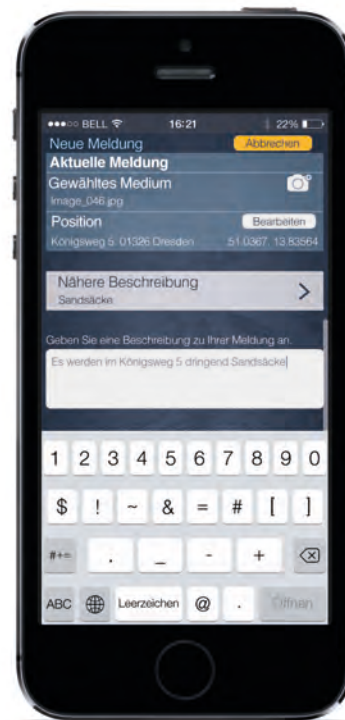 BELL 16:21 22%
Neue Meldung Abbrechen
Aktuelle Meldung
Gewähltes Medium
Image_046.jpg
Position Bearbeiten
Königsweg 5, 01326 Dresden 51.0367, 13.83564
Nähere Beschreibung
Sandsäcke
Geben Sie eine Beschreibung zu Ihrer Meldung an.
Es werden im Königsweg 5 dringend Sandsäcke
1 2 3 4 5 6 7 8 9 0
$ ! ~ & = # [ ]
#+= . _ - +
ABC Leerzeichen @ . Öffnan